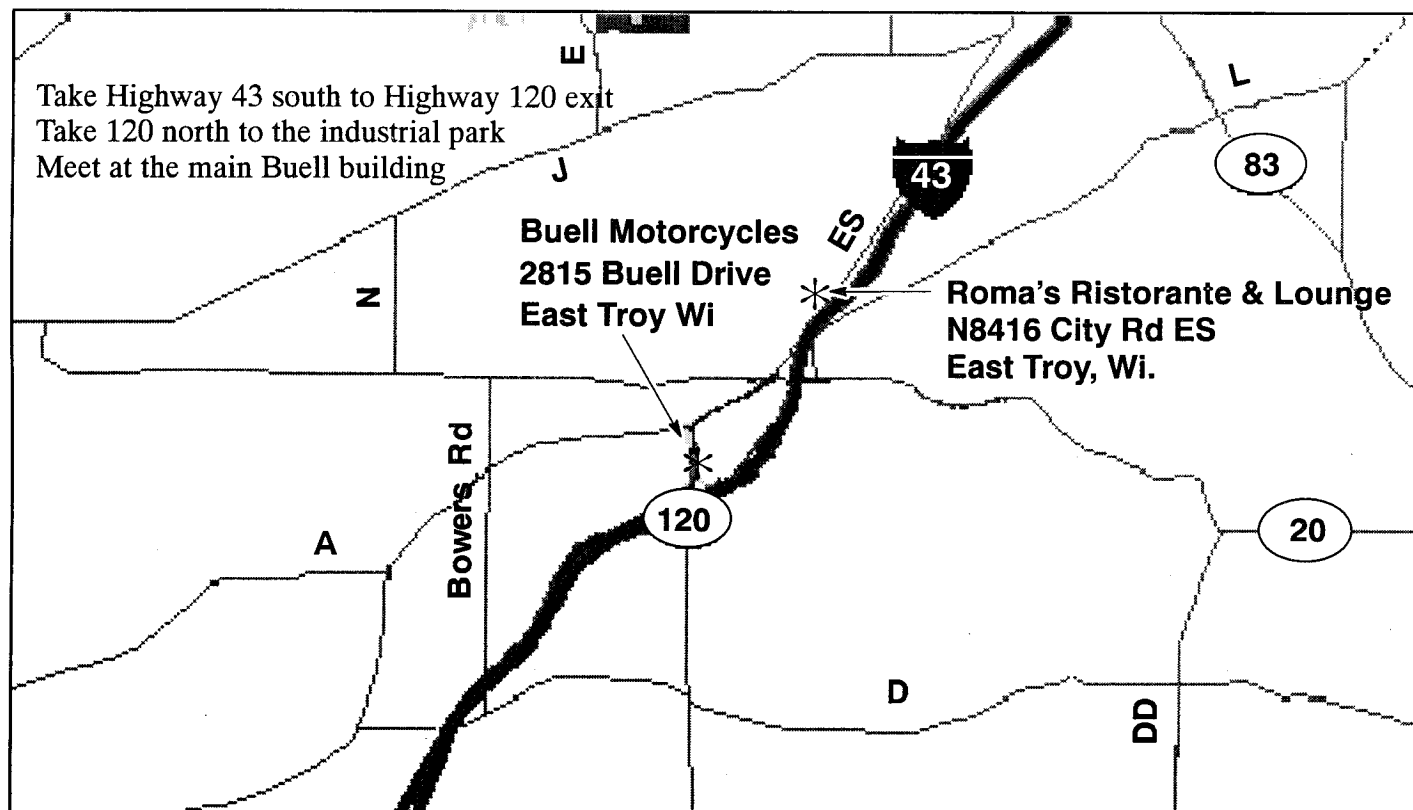 E
Take Highway 43 south to Highway 120 exit
Take 120 north to the industrial park
Meet at the main Buell building
J
L
83
43
ES
Buell Motorcycles
2815 Buell Drive
East Troy Wi
N
Roma's Ristorante & Lounge
N8416 City Rd ES
East Troy, Wi.
Bowers Rd
A
120
20
D
DD